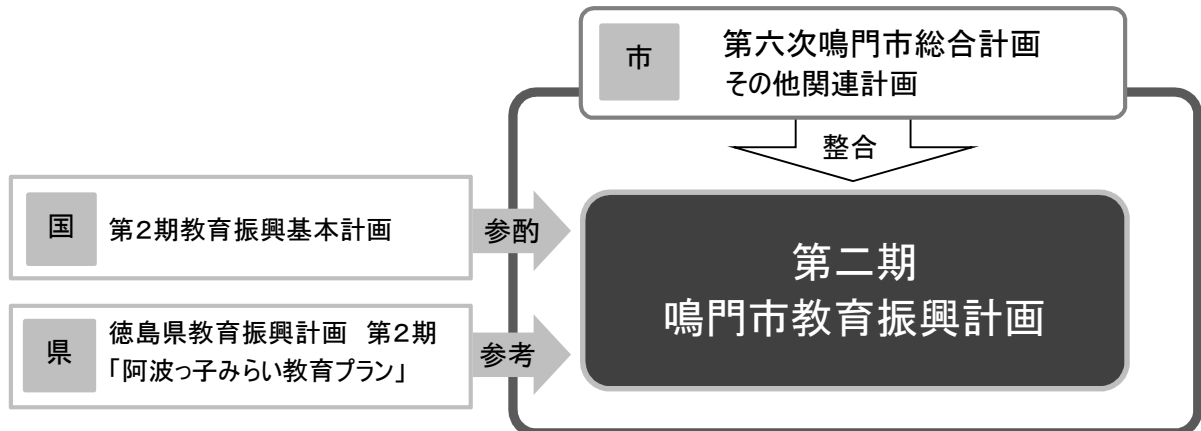 市
第六次鳴門市総合計画
その他関連計画
整合
国
第2期教育振興基本計画
参酌
第二期
鳴門市教育振興計画
県
徳島県教育振興計画　第2期
「阿波っ子みらい教育プラン」
参考